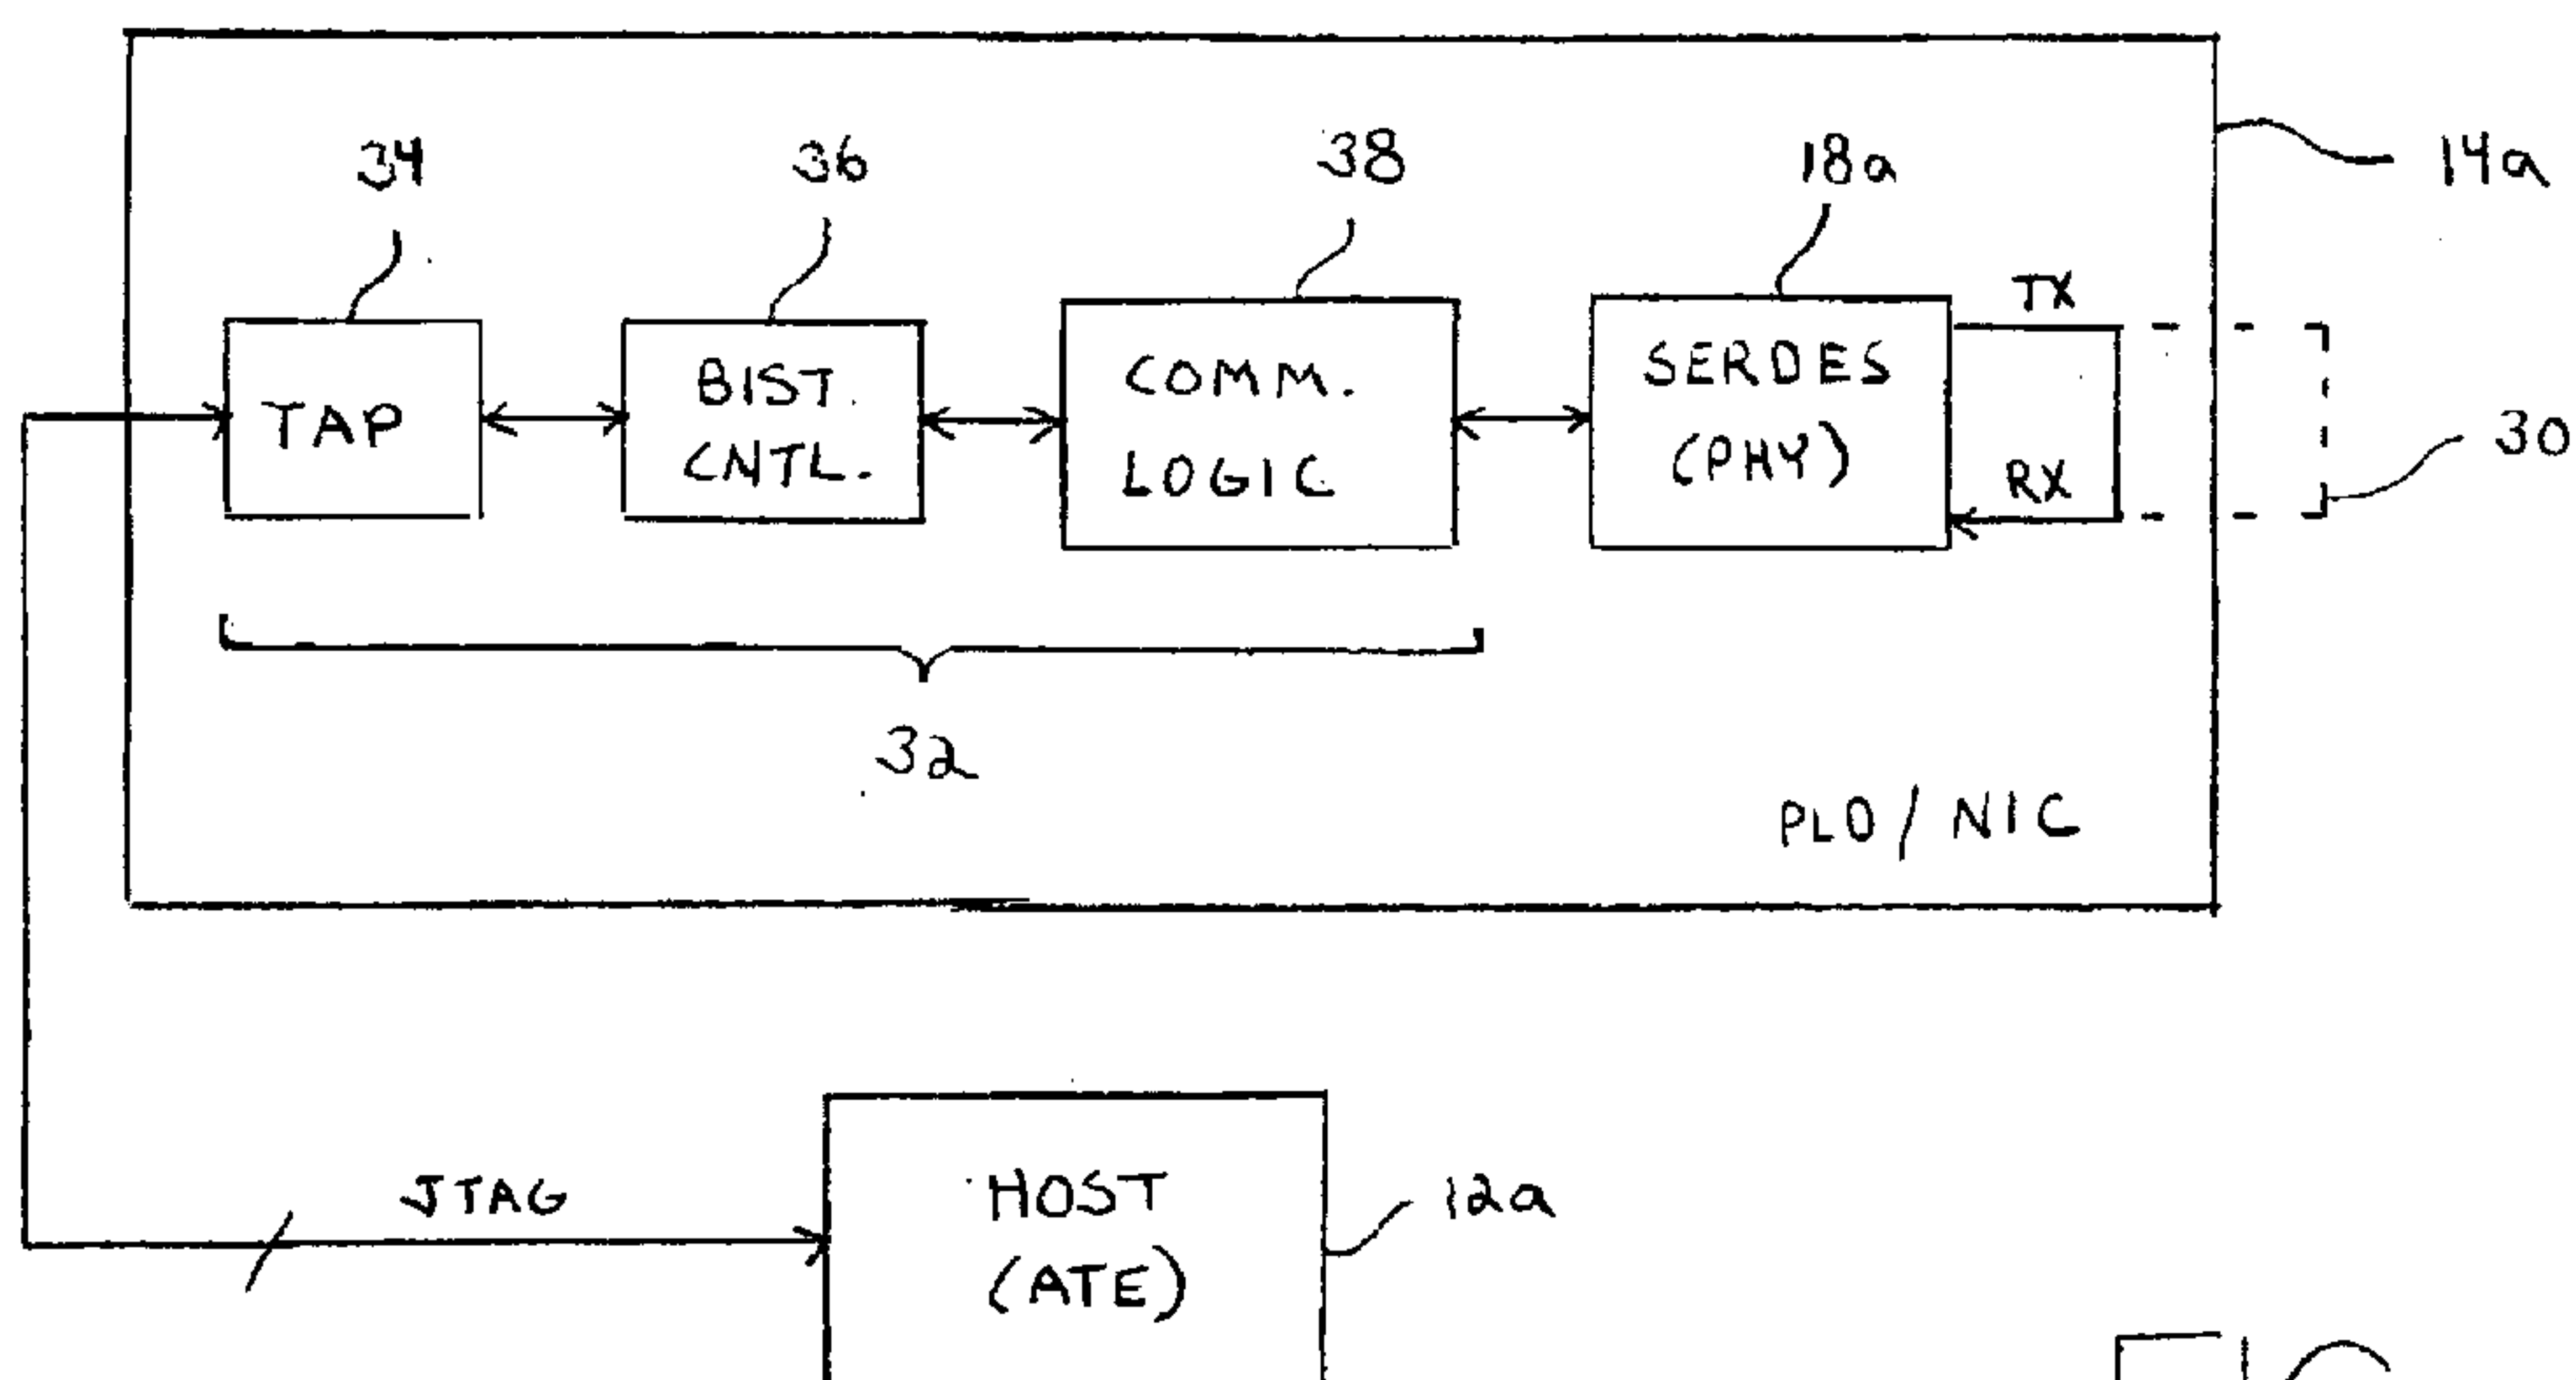 34
36
38
18a
14a
TAP
BIST.
CNTL.
COMM.
LOGIC
SERDES
(PHY)
TX
RX
30
32
PLD / NIC
JTAG
HOST
(ATE)
12a